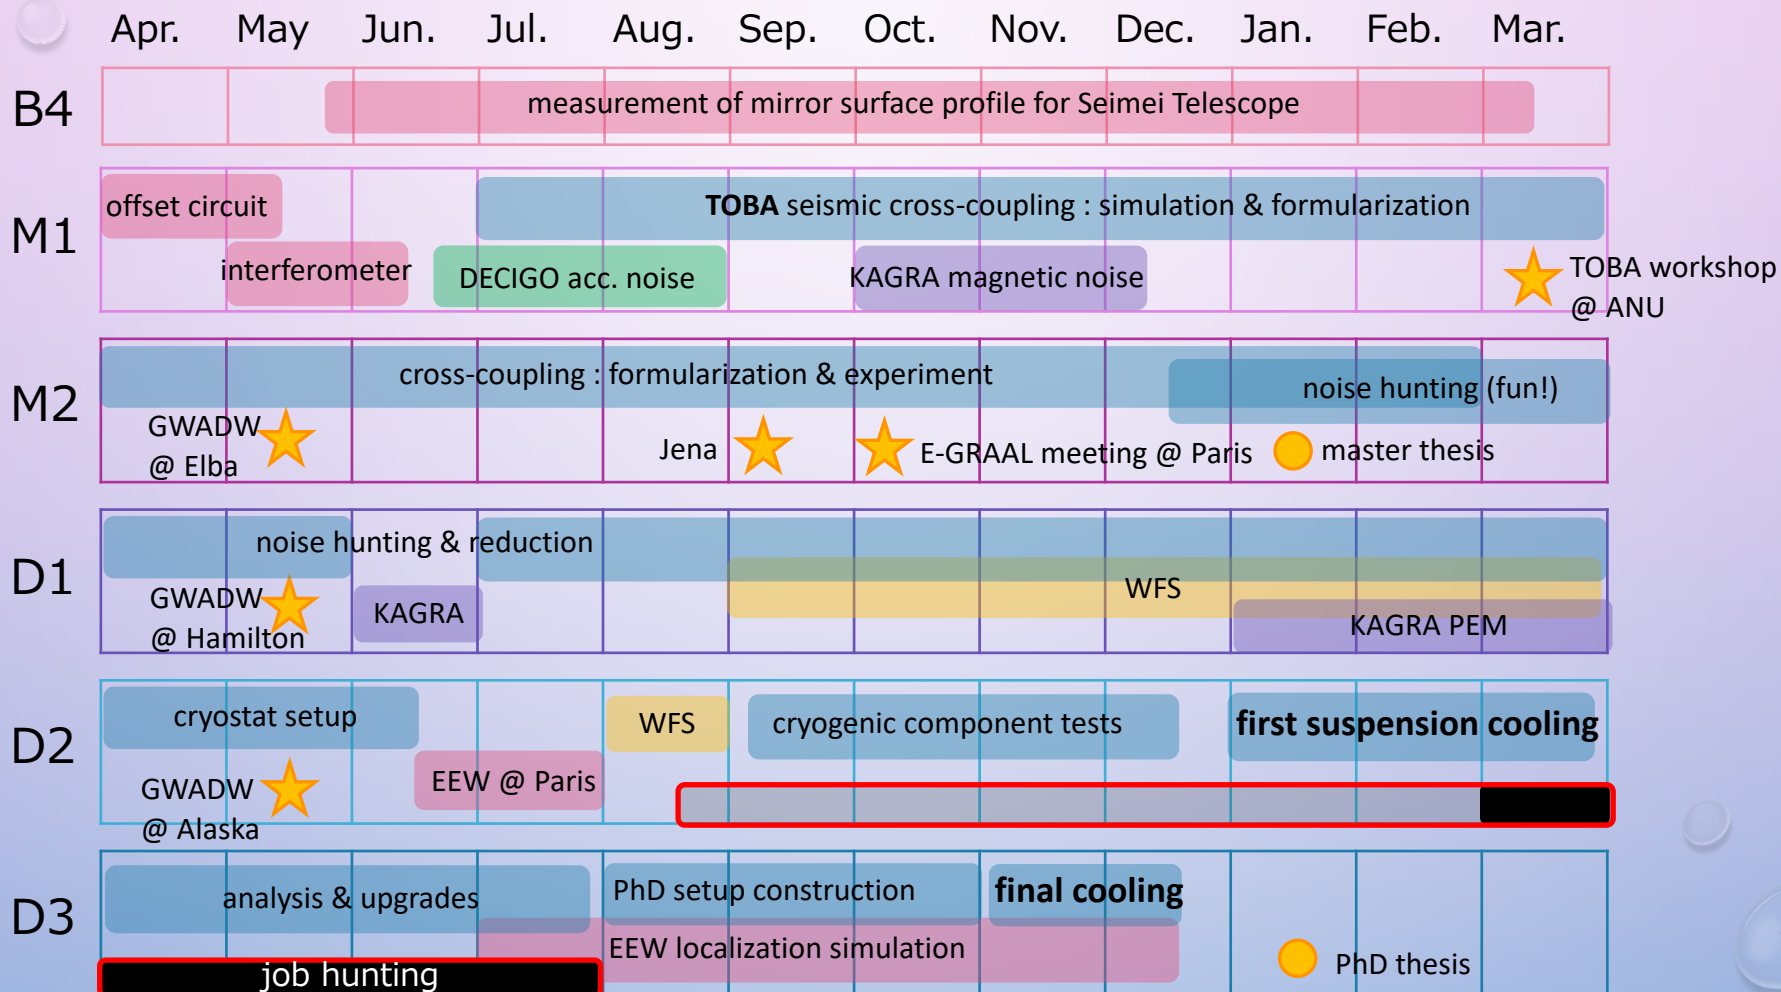 Apr. May Jun. Jul. Aug. Sep. Oct. Nov. Dec. Jan. Feb. Mar.
B4
measurement of mirror surface profile for Seimei Telescope
M1
offset circuit
TOBA seismic cross-coupling : simulation & formularization
interferometer
DECIGO acc. noise
KAGRA magnetic noise
TOBA workshop
@ ANU
M2
cross-coupling : formularization & experiment
noise hunting (fun!)
GWADW
@ Elba
Jena
E-GRAAL meeting @ Paris
master thesis
D1
noise hunting & reduction
WFS
GWADW
@ Hamilton
KAGRA
KAGRA PEM
D2
cryostat setup
WFS
cryogenic component tests
first suspension cooling
GWADW
@ Alaska
EEW @ Paris
D3
analysis & upgrades
PhD setup construction
final cooling
EEW localization simulation
job hunting
PhD thesis